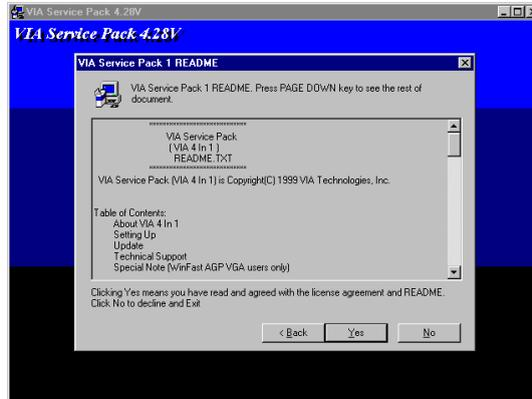 VIA Service Pack 4.28V
VIA Service Pack 4.28V
VIA Service Pack 1 README
VIA Service Pack 1 README. Press PAGE DOWN key to see the rest of
document.
==============================
VIA Service Pack
( VIA 4 In 1 )
README.TXT
==============================
VIA Service Pack (VIA 4 In 1) is Copyright(C) 1999 VIA Technologies, Inc.
Table of Contents:
About VIA 4 In 1
Setting Up
Update
Technical Support
Special Note (WinFast AGP VGA users only)
Clicking Yes means you have read and agreed with the license agreement and README.
Click No to decline and Exit
< Back
Yes
No